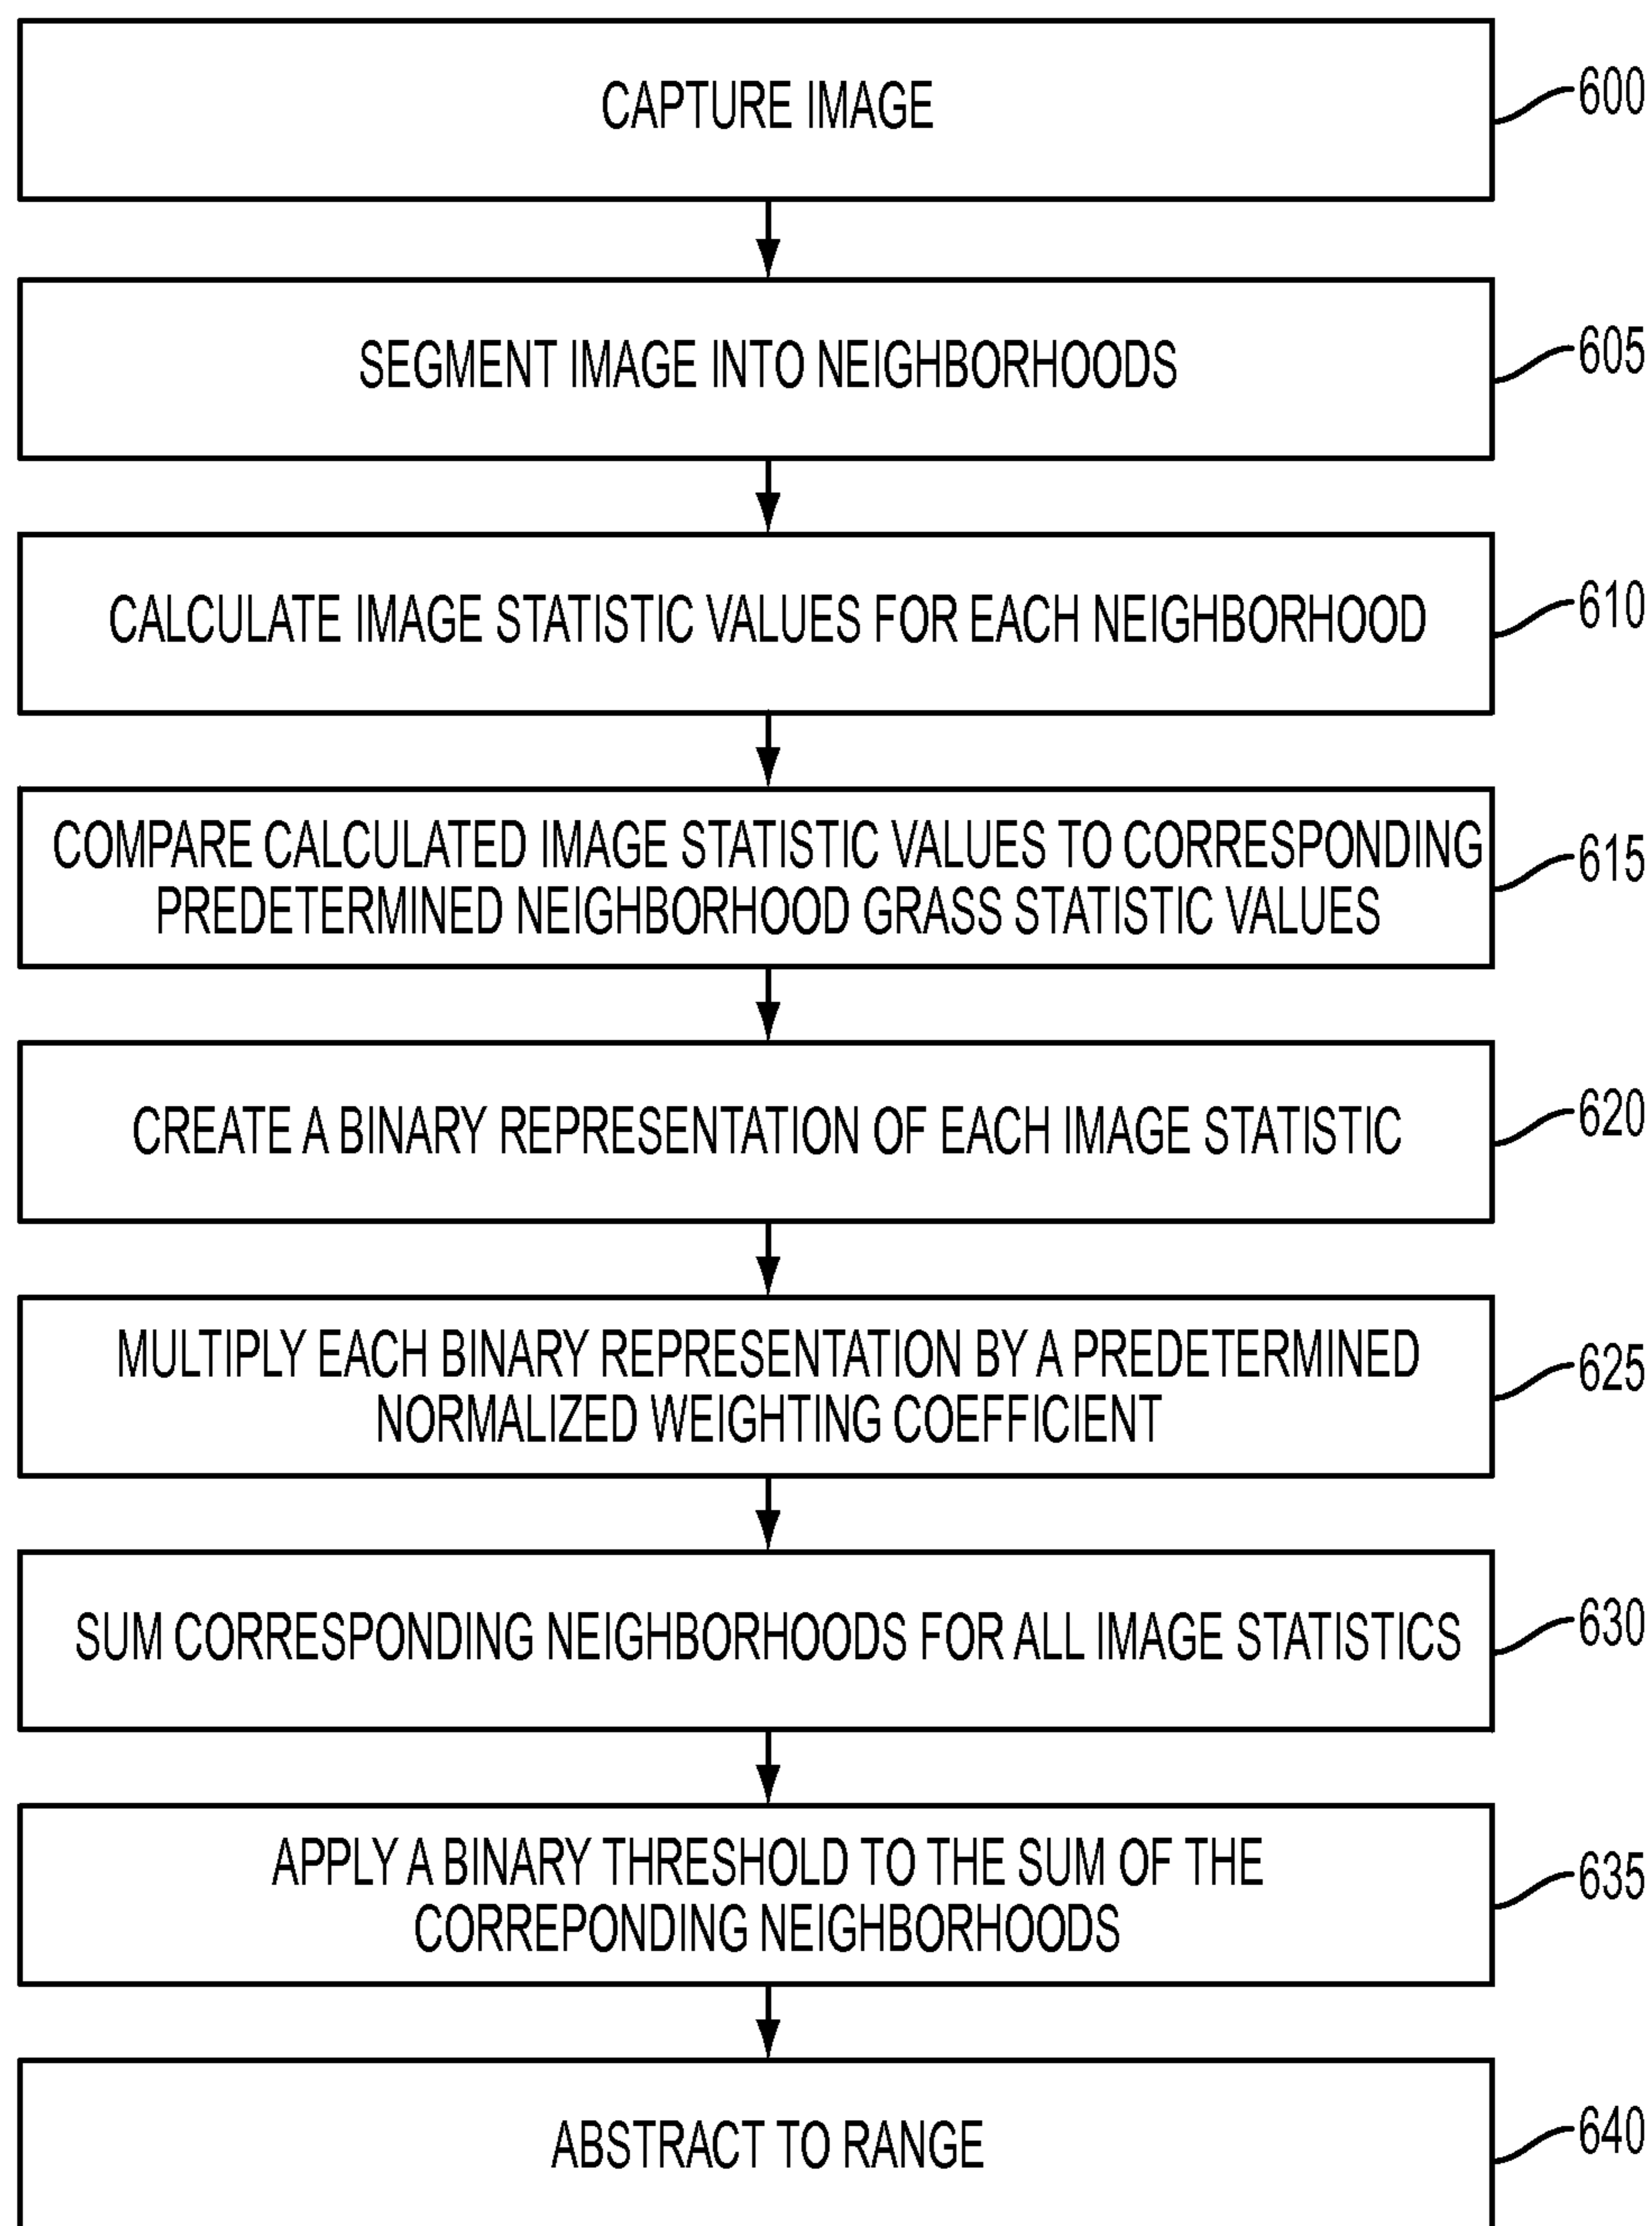 CAPTURE IMAGE
600
SEGMENT IMAGE INTO NEIGHBORHOODS
605
CALCULATE IMAGE STATISTIC VALUES FOR EACH NEIGHBORHOOD
610
COMPARE CALCULATED IMAGE STATISTIC VALUES TO CORRESPONDING
PREDETERMINED NEIGHBORHOOD GRASS STATISTIC VALUES
615
CREATE A BINARY REPRESENTATION OF EACH IMAGE STATISTIC
620
MULTIPLY EACH BINARY REPRESENTATION BY A PREDETERMINED
NORMALIZED WEIGHTING COEFFICIENT
625
SUM CORRESPONDING NEIGHBORHOODS FOR ALL IMAGE STATISTICS
630
APPLY A BINARY THRESHOLD TO THE SUM OF THE
CORREPONDING NEIGHBORHOODS
635
ABSTRACT TO RANGE
640